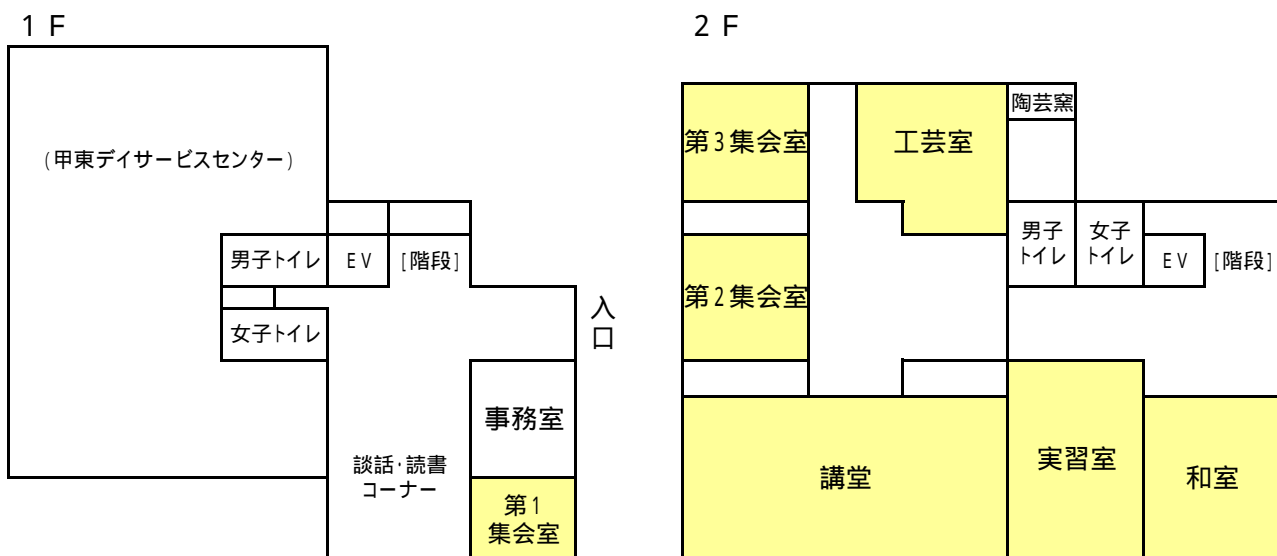 1 F
(甲東デイサービスセンター)
男子トイレ
EV
[階段]
女子トイレ
入
口
事務室
談話・読書
コーナー
第1
集会室
2 F
陶芸窯
第3集会室
工芸室
男子
トイレ
女子
トイレ
EV
[階段]
第2集会室
講堂
実習室
和室